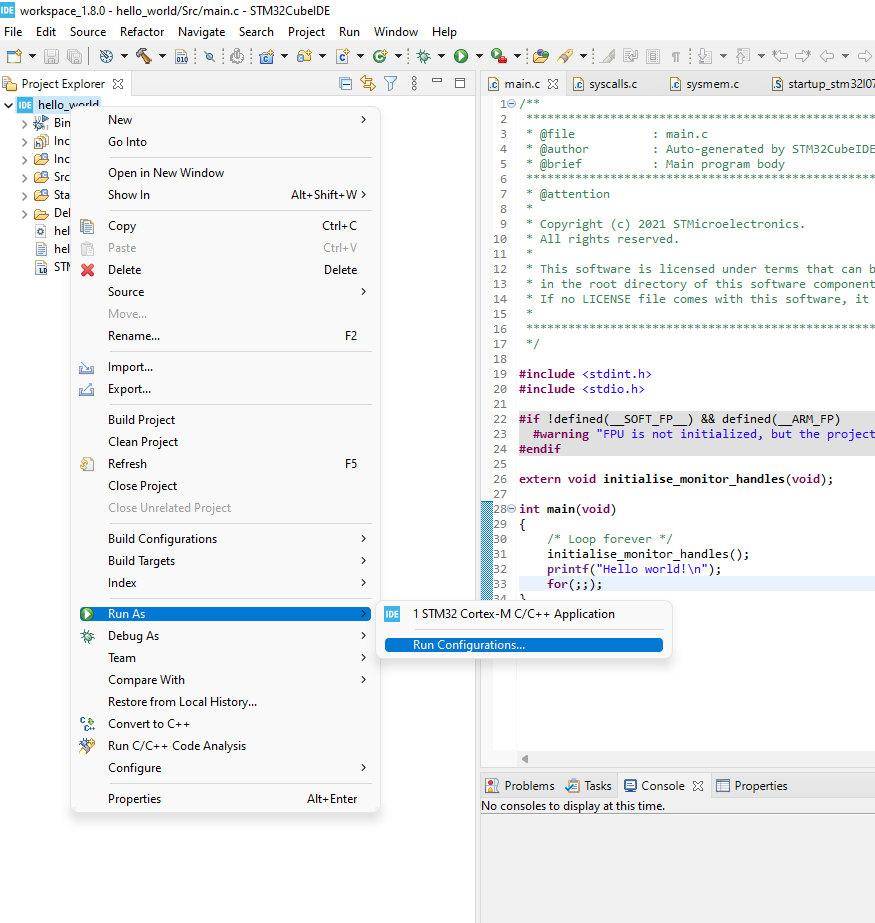 IDE workspace_1.8.0 - hello_world/Src/main.c - STM32CubeIDE
File Edit Source Refactor Navigate Search Project Run Window Help
Project Explorer
IDE hello_world
Bin
Inc
Inc
Src
Sta
Del
hel
hel
STM
New
Go Into
Open in New Window
Show In Alt+Shift+W >
Copy Ctrl+C
Paste Ctrl+V
Delete Delete
Source
Move...
Rename... F2
Import...
Export...
Build Project
Clean Project
Refresh F5
Close Project
Close Unrelated Project
Build Configurations
Build Targets
Index
Run As
Debug As
Team
Compare With
Restore from Local History...
Convert to C++
Run C/C++ Code Analysis
Configure
Properties Alt+Enter
IDE 1 STM32 Cortex-M C/C++ Application
Run Configurations...
main.c syscalls.c sysmem.c startup_stm32l07
1 /**
2 ******************************************************
3 * @file : main.c
4 * @author : Auto-generated by STM32CubeIDE
5 * @brief : Main program body
6 ******************************************************
7 * @attention
8 *
9 * Copyright (c) 2021 STMicroelectronics.
10 * All rights reserved.
11 *
12 * This software is licensed under terms that can b
13 * in the root directory of this software component
14 * If no LICENSE file comes with this software, it
15 *
16 ******************************************************
17 */
18
19 #include <stdint.h>
20 #include <stdio.h>
21
22 #if !defined(__SOFT_FP__) && defined(__ARM_FP)
23 #warning "FPU is not initialized, but the project
24 #endif
25
26 extern void initialise_monitor_handles(void);
27
28 int main(void)
29 {
30 /* Loop forever */
31 initialise_monitor_handles();
32 printf("Hello world!\n");
33 for(;;);
34 }
Problems Tasks Console Properties
No consoles to display at this time.